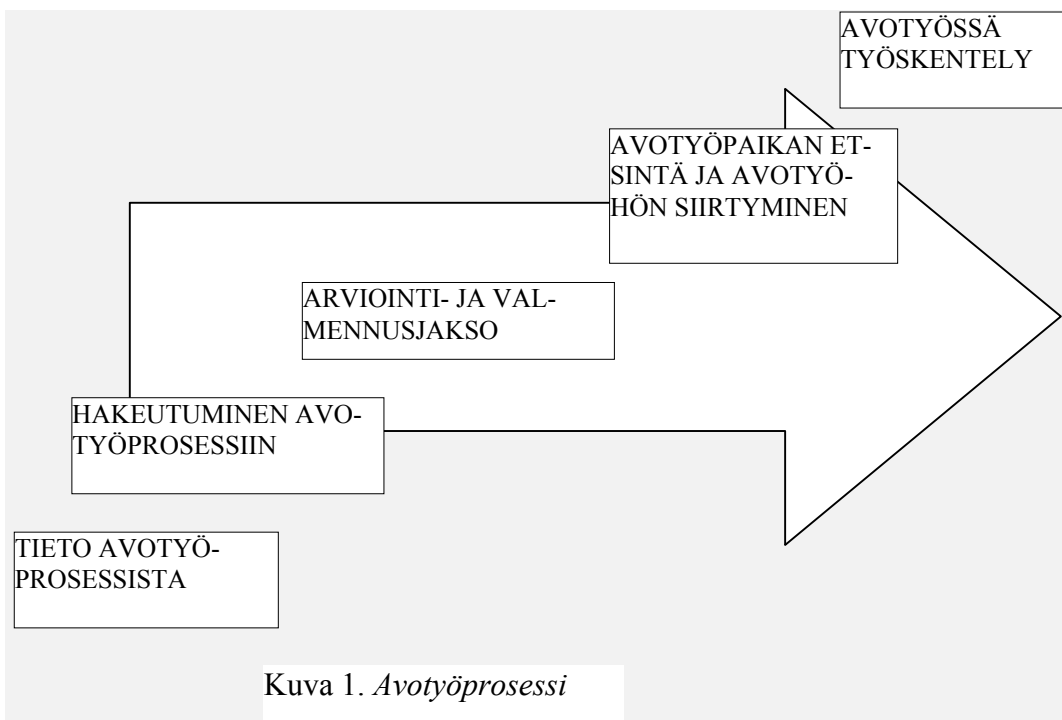 AVOTYÖSSÄ
TYÖSKENTELY
AVOTYÖPAIKAN ET-
SINTÄ JA AVOTYÖ-
HÖN SIIRTYMINEN
ARVIOINTI- JA VAL-
MENNUSJAKSO
HAKEUTUMINEN AVO-
TYÖPROSESSIIN
TIETO AVOTYÖ-
PROSESSISTA
Kuva 1. Avotyöprosessi